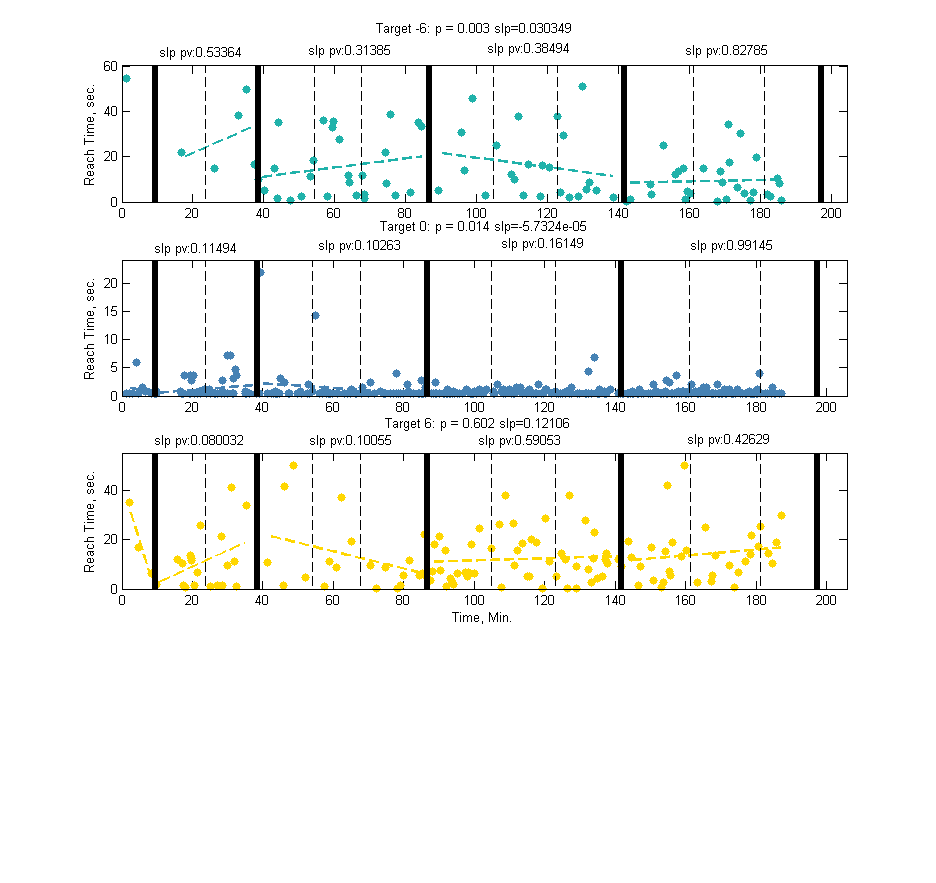 Target -6: p = 0.003 slp=0.030349
slp pv:0.53364 slp pv:0.31385 slp pv:0.38494 slp pv:0.82785
Reach Time, sec.
60
40
20
0
0 20 40 60 80 100 120 140 160 180 200
Target 0: p = 0.014 slp=-5.7324e-05
slp pv:0.11494 slp pv:0.10263 slp pv:0.16149 slp pv:0.99145
Reach Time, sec.
20
15
10
5
0
0 20 40 60 80 100 120 140 160 180 200
Target 6: p = 0.602 slp=0.12106
slp pv:0.080032 slp pv:0.10055 slp pv:0.59053 slp pv:0.42629
Reach Time, sec.
40
20
0
0 20 40 60 80 100 120 140 160 180 200
Time, Min.